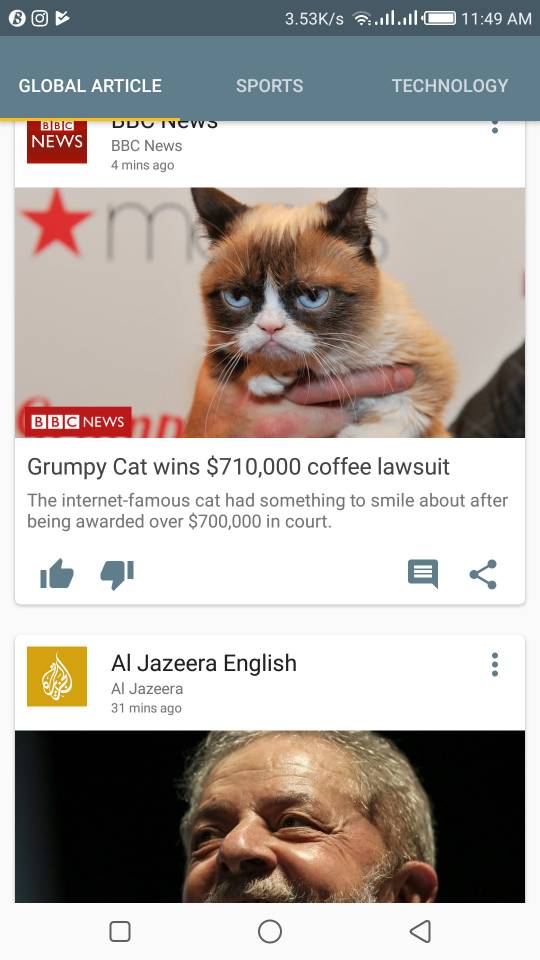 3.53K/s 11:49 AM
GLOBAL ARTICLE SPORTS TECHNOLOGY
BBC NEWS
BBC News
BBC News
4 mins ago
BBC NEWS
Grumpy Cat wins $710,000 coffee lawsuit
The internet-famous cat had something to smile about after
being awarded over $700,000 in court.
Al Jazeera English
Al Jazeera
31 mins ago